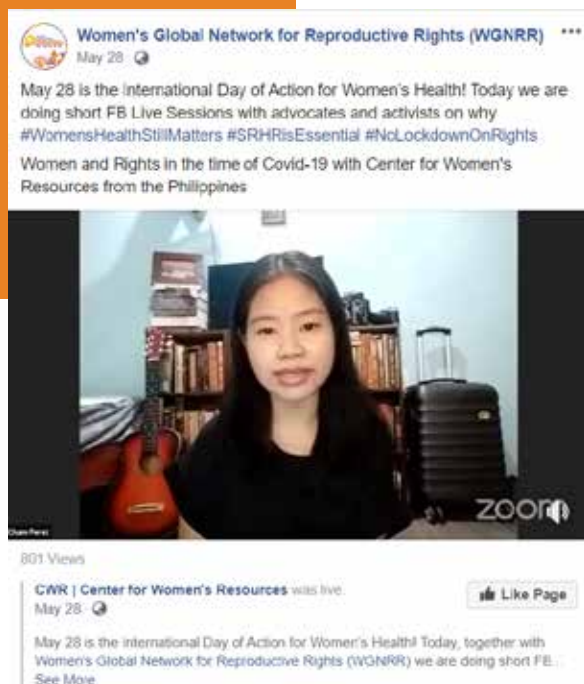 Women's Global Network for Reproductive Rights (WGNRR)
May 28
May 28 is the International Day of Action for Women's Health! Today we are
doing short FB Live Sessions with advocates and activists on why
#WomensHealthStillMatters #SRHRisEssential #NoLockdownOnRights
Women and Rights in the time of Covid-19 with Center for Women's
Resources from the Philippines
zoom
Cham Perez
801 Views
CWR | Center for Women's Resources was live.
May 28
Like Page
May 28 is the International Day of Action for Women's Health! Today, together with
Women's Global Network for Reproductive Rights (WGNRR) we are doing short FB...
See More